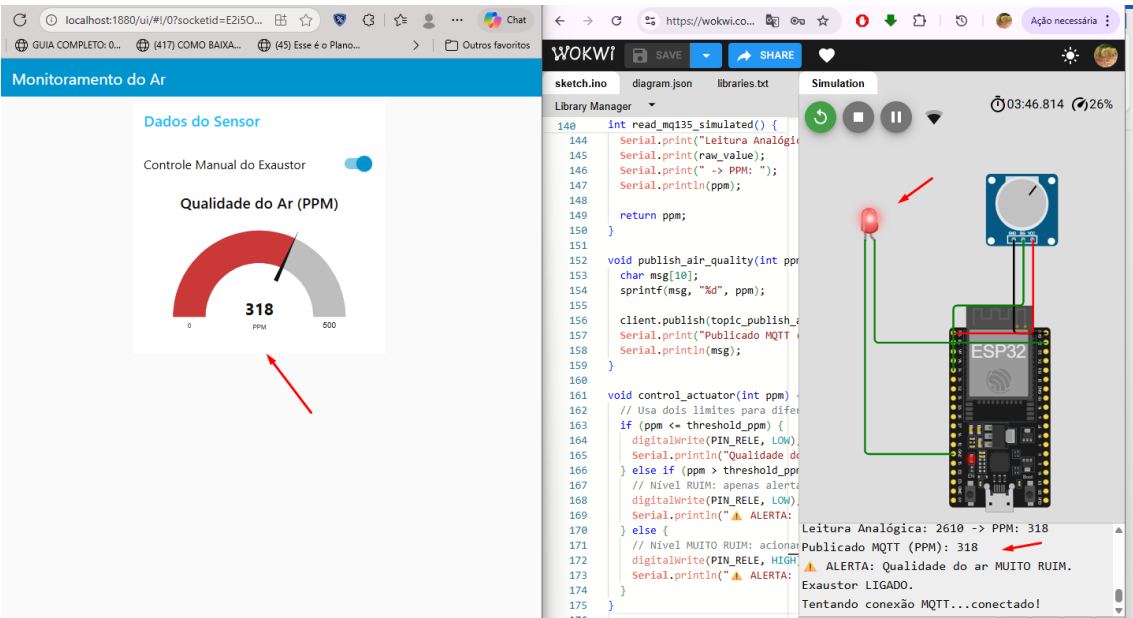 localhost:1880/ui/#!/0?socketid=E2i5O...
Chat
GUIA COMPLETO: 0...
(417) COMO BAIXA...
(45) Esse é o Plano...
Outros favoritos
Monitoramento do Ar
Dados do Sensor
Controle Manual do Exaustor
Qualidade do Ar (PPM)
318
0
PPM
500
https://wokwi.co...
Ação necessária
WOKWI
SAVE
SHARE
sketch.ino
diagram.json
libraries.txt
Simulation
Library Manager
03:46.814
26%
140 int read_mq135_simulated() {
144 Serial.print("Leitura Analógi
145 Serial.print(raw_value);
146 Serial.print(" -> PPM: ");
147 Serial.println(ppm);
148
149 return ppm;
150 }
151
152 void publish_air_quality(int ppm
153 char msg[10];
154 sprintf(msg, "%d", ppm);
155
156 client.publish(topic_publish_a
157 Serial.print("Publicado MQTT (
158 Serial.println(msg);
159 }
160
161 void control_actuator(int ppm) {
162 // Usa dois limites para difer
163 if (ppm <= threshold_ppm) {
164 digitalWrite(PIN_RELE, LOW);
165 Serial.println("Qualidade do
166 } else if (ppm > threshold_ppm
167 // Nível RUIM: apenas alerta
168 digitalWrite(PIN_RELE, LOW);
169 Serial.println("⚠ ALERTA:
170 } else {
171 // Nível MUITO RUIM: acionar
172 digitalWrite(PIN_RELE, HIGH
173 Serial.println("⚠ ALERTA:
174 }
175 }
GND SIG VCC
ESP32
EN
Boot
Leitura Analógica: 2610 -> PPM: 318
Publicado MQTT (PPM): 318
⚠ ALERTA: Qualidade do ar MUITO RUIM.
Exaustor LIGADO.
Tentando conexão MQTT...conectado!